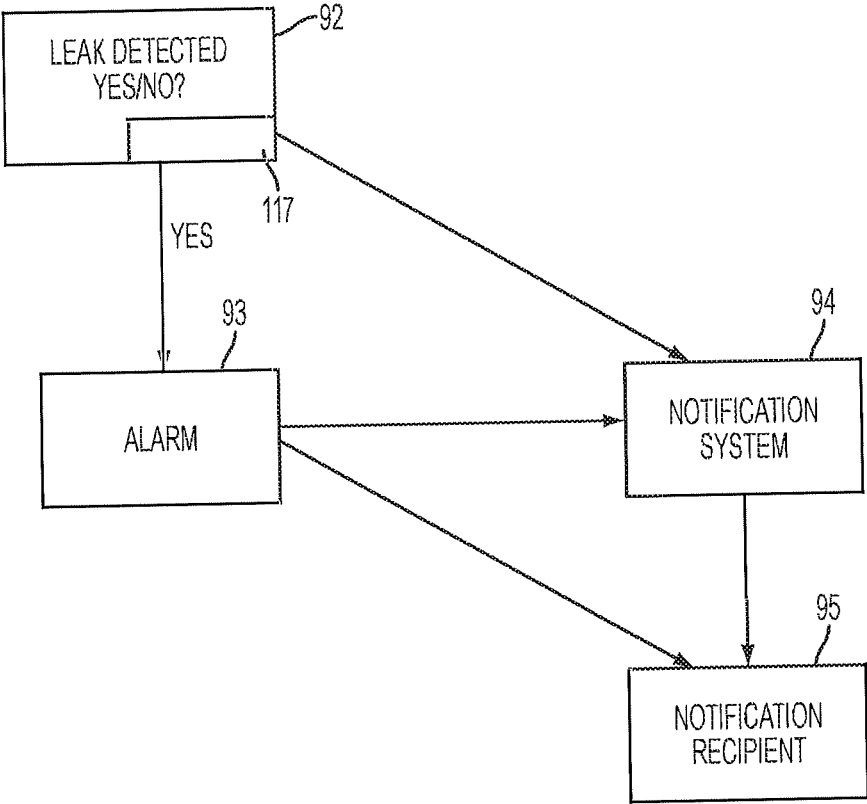 92
LEAK DETECTED
YES/NO?
117
YES
93
ALARM
94
NOTIFICATION
SYSTEM
95
NOTIFICATION
RECIPIENT